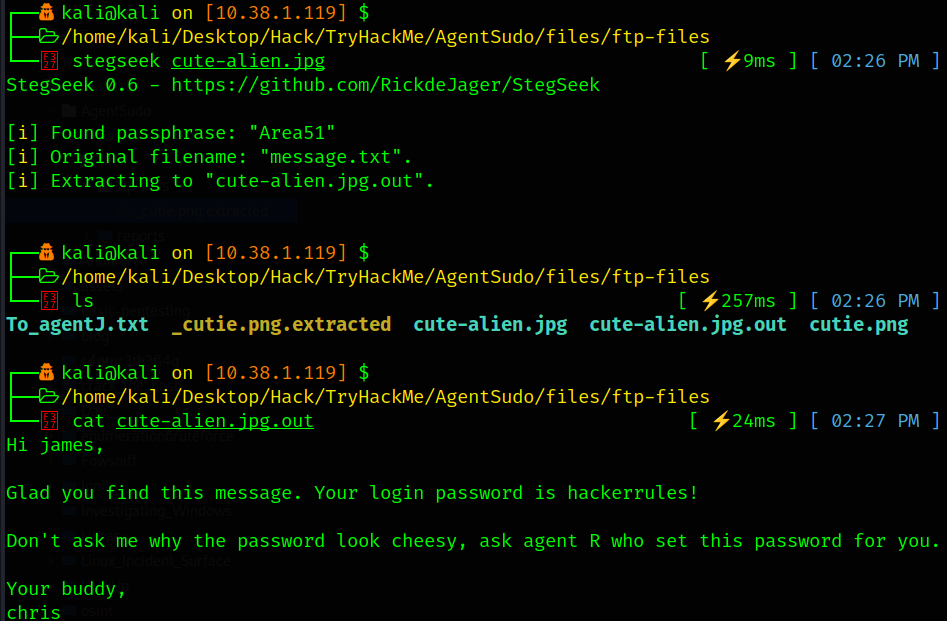 kali@kali on [10.38.1.119] $
/home/kali/Desktop/Hack/TryHackMe/AgentSudo/files/ftp-files
stegseek cute-alien.jpg [ ⚡9ms ] [ 02:26 PM ]
StegSeek 0.6 - https://github.com/RickdeJager/StegSeek
[i] Found passphrase: "Area51"
[i] Original filename: "message.txt".
[i] Extracting to "cute-alien.jpg.out".
kali@kali on [10.38.1.119] $
/home/kali/Desktop/Hack/TryHackMe/AgentSudo/files/ftp-files
ls [ ⚡257ms ] [ 02:26 PM ]
To_agentJ.txt _cutie.png.extracted cute-alien.jpg cute-alien.jpg.out cutie.png
kali@kali on [10.38.1.119] $
/home/kali/Desktop/Hack/TryHackMe/AgentSudo/files/ftp-files
cat cute-alien.jpg.out [ ⚡24ms ] [ 02:27 PM ]
Hi james,
Glad you find this message. Your login password is hackerrules!
Don't ask me why the password look cheesy, ask agent R who set this password for you.
Your buddy,
chris